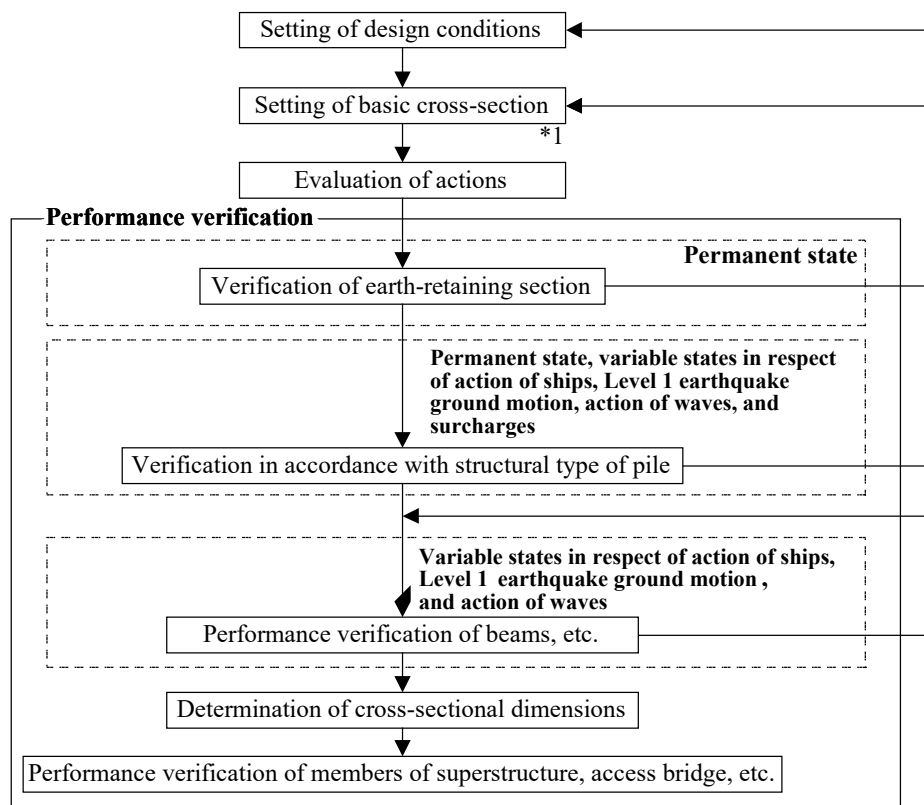 Setting of design conditions
Setting of basic cross-section
*1
Evaluation of actions
Performance verification
Permanent state
Verification of earth-retaining section
Permanent state, variable states in respect
of action of ships, Level 1 earthquake
ground motion, action of waves, and
surcharges
Verification in accordance with structural type of pile
Variable states in respect of action of ships,
Level 1 earthquake ground motion ,
and action of waves
Performance verification of beams, etc.
Determination of cross-sectional dimensions
Performance verification of members of superstructure, access bridge, etc.